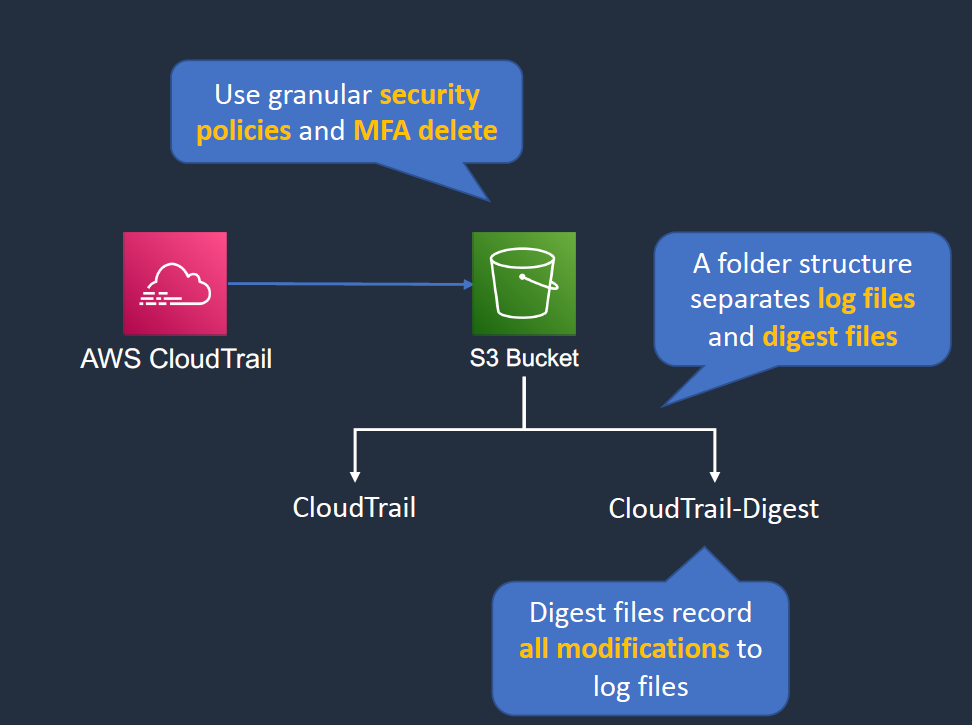 Use granular security
policies and MFA delete
AWS CloudTrail
S3 Bucket
A folder structure
separates log files
and digest files
CloudTrail
CloudTrail-Digest
Digest files record
all modifications to
log files